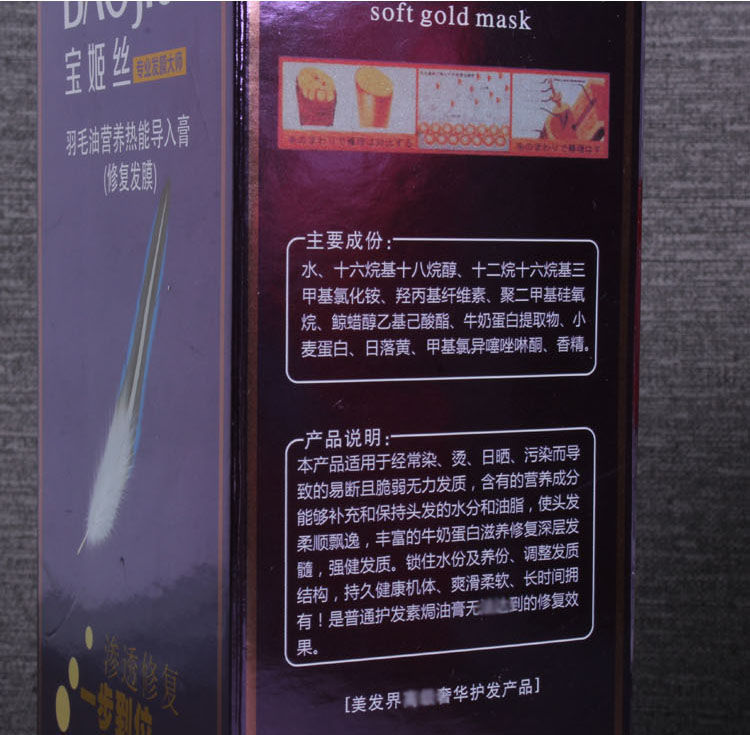 宝姬丝
专业发膜大师
羽毛油营养热能导入膏
(修复发膜)
渗透修复
一步到位
soft gold mask
主要成份:
水、十六烷基十八烷醇、十二烷十六烷基三
甲基氯化铵、羟丙基纤维素、聚二甲基硅氧
烷、鲸蜡醇乙基己酸酯、牛奶蛋白提取物、小
麦蛋白、日落黄、甲基氯异噻唑啉酮、香精。
产品说明:
本产品适用于经常染、烫、日晒、污染而导
致的易断且脆弱无力发质，含有的营养成分
能够补充和保持头发的水分和油脂，使头发
柔顺飘逸，丰富的牛奶蛋白滋养修复深层发
髓，强健发质。锁住水份及养份、调整发质
结构，持久健康机体、爽滑柔软、长时间拥
有！是普通护发素焗油膏无到的修复效
果。
[美发界奢华护发产品]